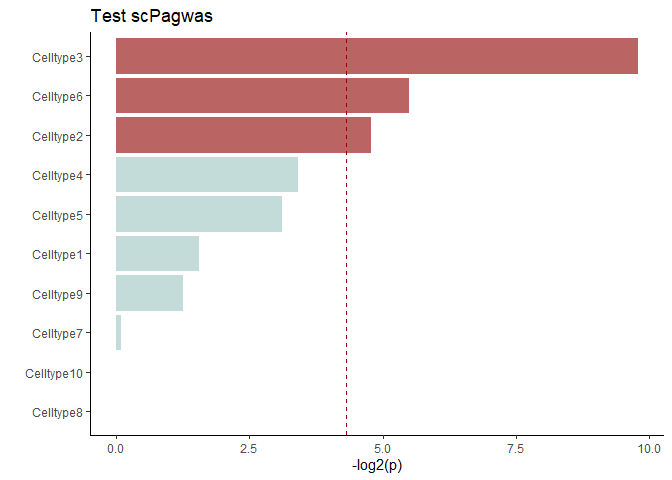 Test scPagwas
Celltype3
Celltype6
Celltype2
Celltype4
Celltype5
Celltype1
Celltype9
Celltype7
Celltype10
Celltype8
0.0 2.5 5.0 7.5 10.0
-log2(p)